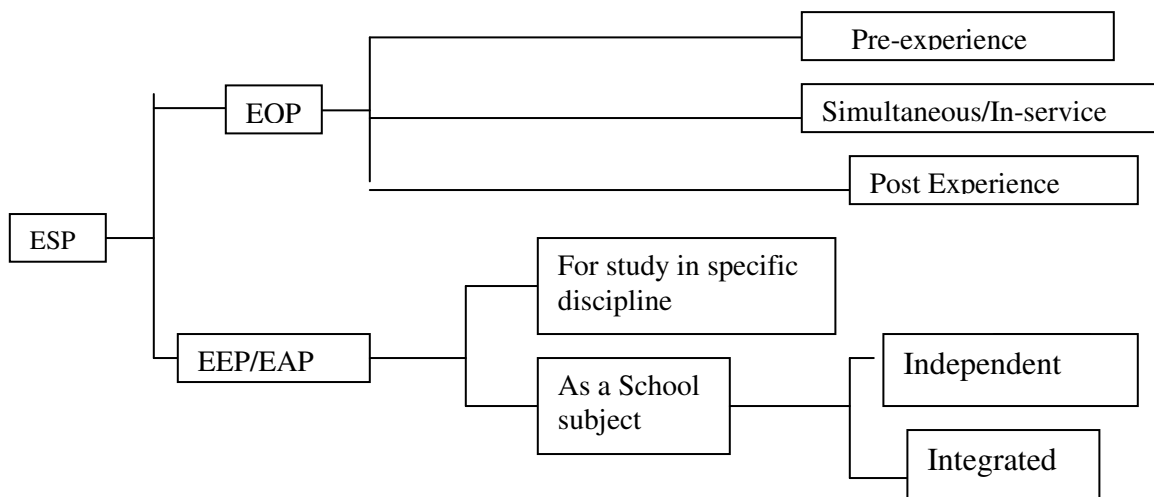 Pre-experience
EOP
Simultaneous/In-service
Post Experience
ESP
For study in specific
discipline
EEP/EAP
As a School
subject
Independent
Integrated